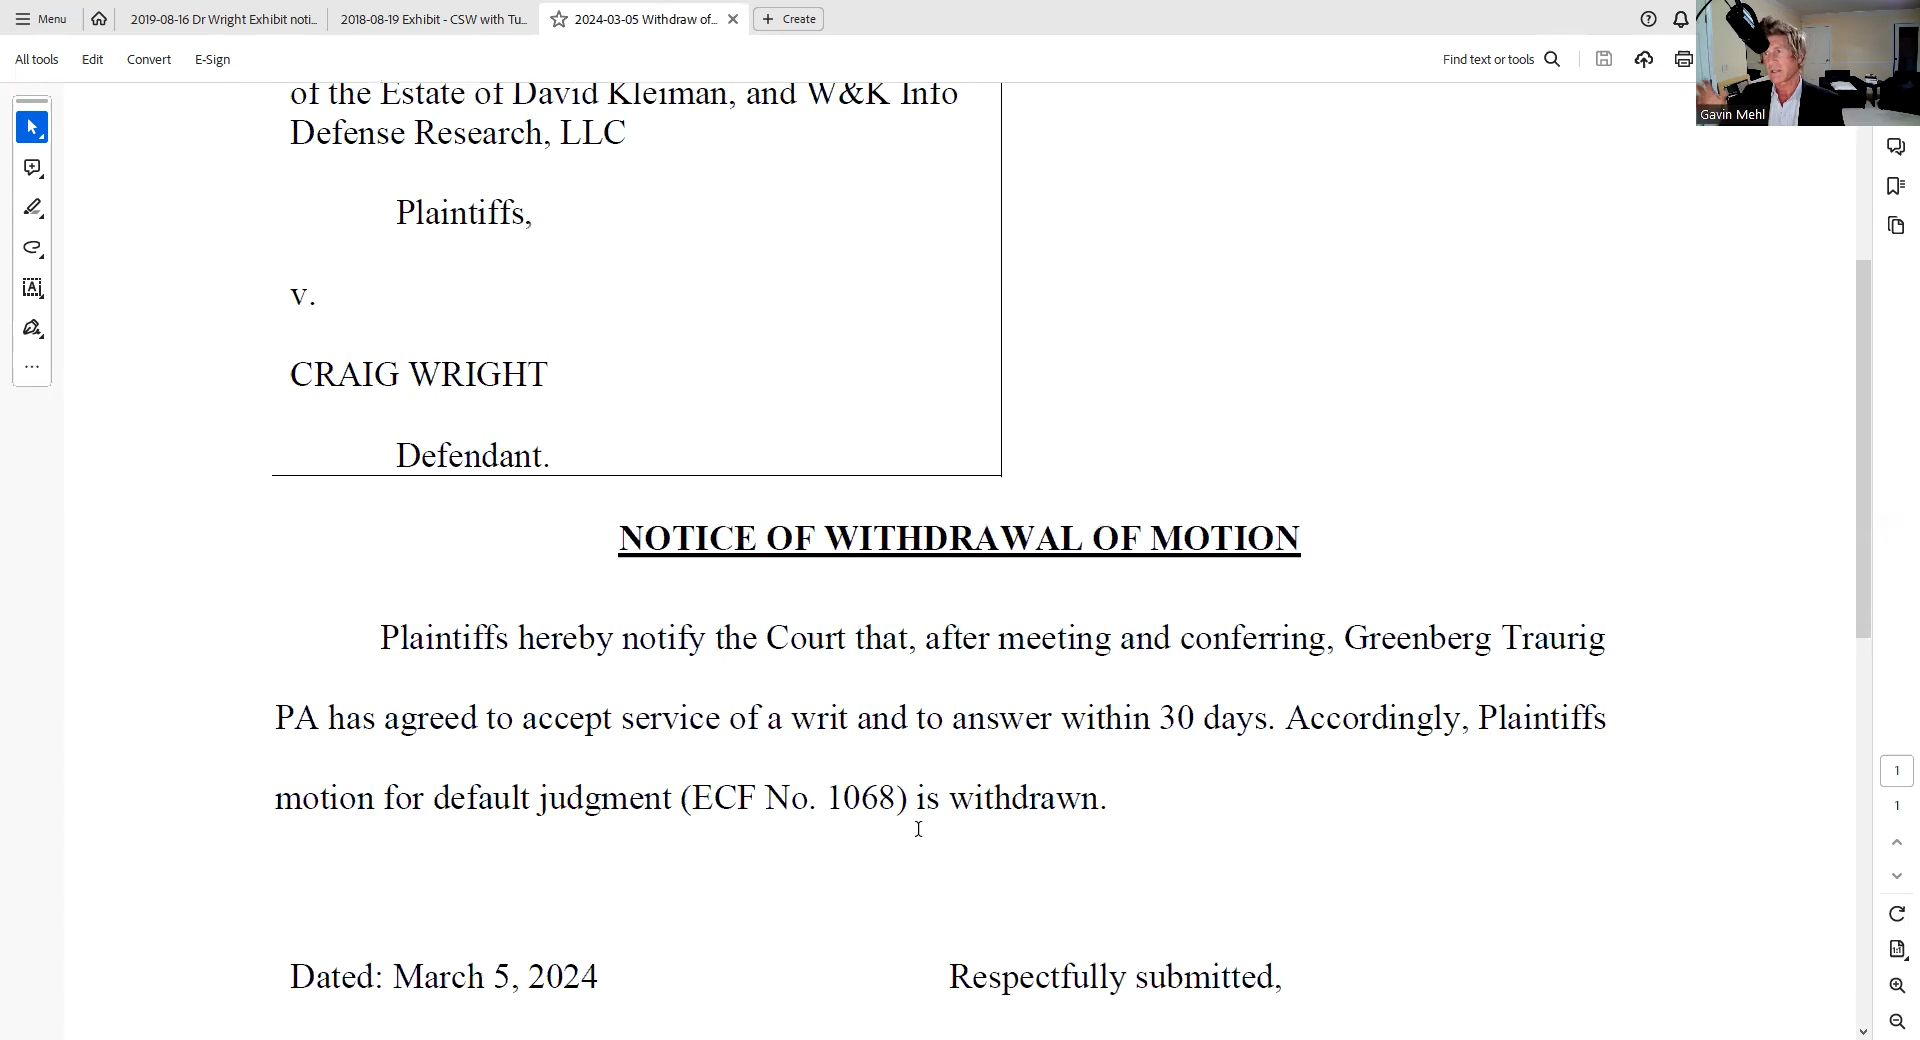 Menu
2019-08-16 Dr Wright Exhibit noti...
2018-08-19 Exhibit - CSW with Tu...
2024-03-05 Withdraw of...
Create
All tools
Edit
Convert
E-Sign
Find text or tools
Gavin Mehl
of the Estate of David Kleiman, and W&K Info
Defense Research, LLC
Plaintiffs,
v.
CRAIG WRIGHT
Defendant.
NOTICE OF WITHDRAWAL OF MOTION
Plaintiffs hereby notify the Court that, after meeting and conferring, Greenberg Traurig
PA has agreed to accept service of a writ and to answer within 30 days. Accordingly, Plaintiffs
motion for default judgment (ECF No. 1068) is withdrawn.
Dated: March 5, 2024
Respectfully submitted,
1
1